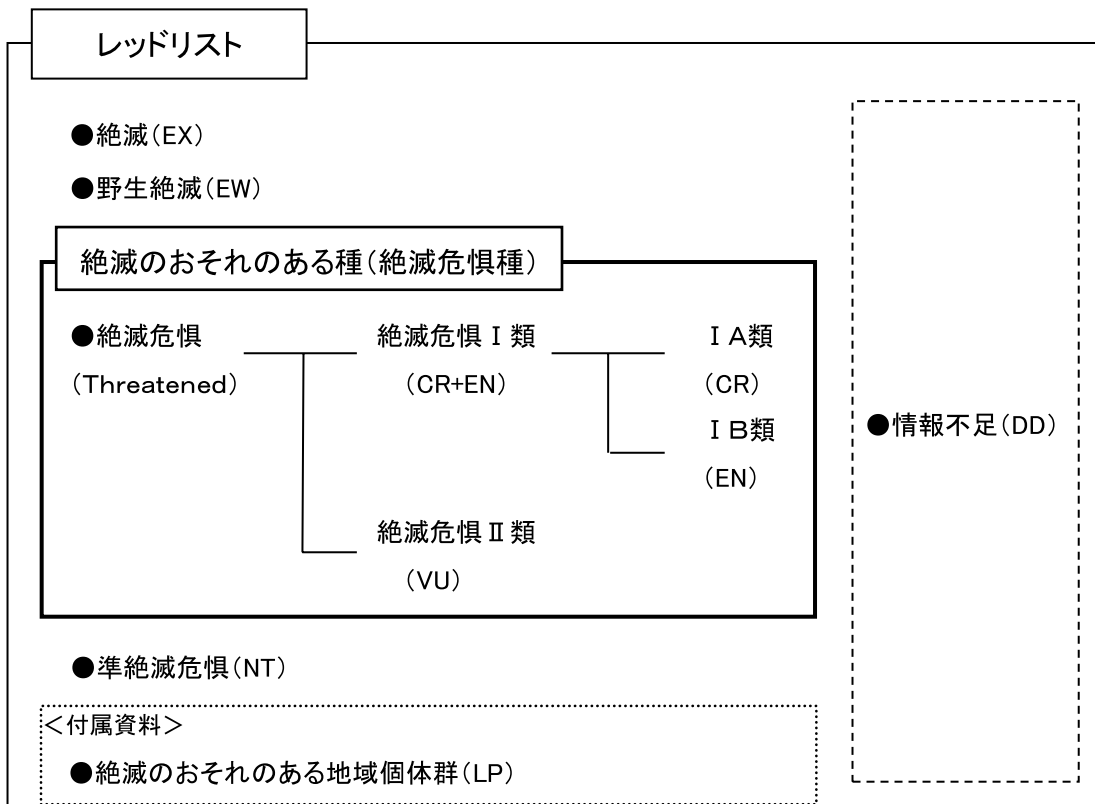 レッドリスト
●絶滅(EX)
●野生絶滅(EW)
絶滅のおそれのある種(絶滅危惧種)
●絶滅危惧 絶滅危惧Ⅰ類 ⅠA類
(Threatened) (CR+EN) (CR)
ⅠB類
(EN)
絶滅危惧Ⅱ類
(VU)
●準絶滅危惧(NT)
<付属資料>
●絶滅のおそれのある地域個体群(LP)
●情報不足(DD)